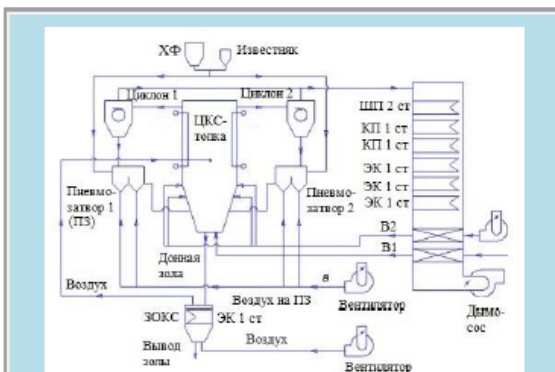 ХФ Известняк
Циклон 1 Циклон 2
ЦКС-
топка
ШП 2 ст
КП 1 ст
КП 1 ст
ЭК 1 ст
ЭК 1 ст
ЭК 1 ст
Пневмо-
затвор 1
(ПЗ)
Пневмо-
затвор 2
В2
В1
Донная
зола
в
Воздух
Воздух на ПЗ
Вентилятор
Дымо-
сос
ЗОКС ЭК 1 ст
Вывод
золы
Воздух
Вентилятор